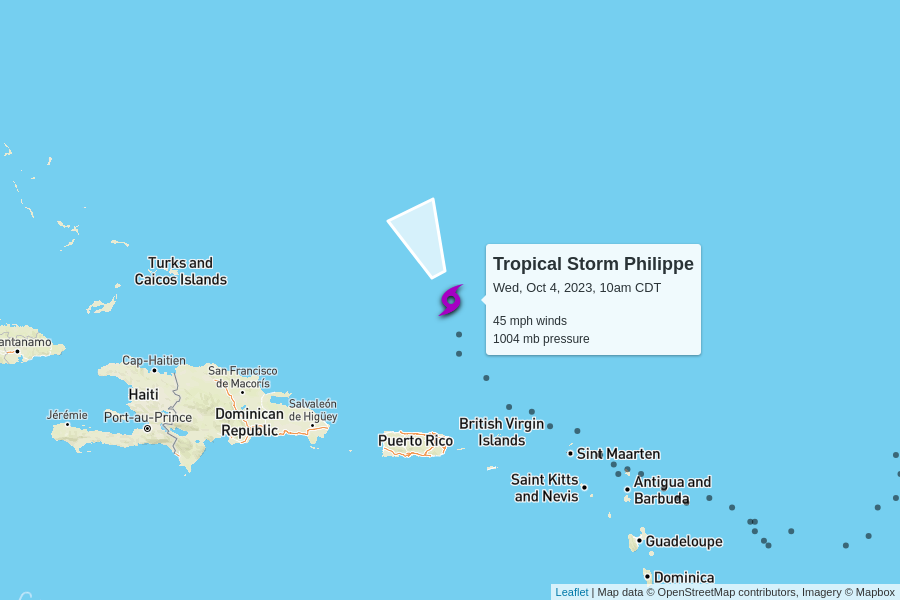 Tropical Storm Philippe
Wed, Oct 4, 2023, 10am CDT
45 mph winds
1004 mb pressure
Turks and
Caicos Islands
antanamo
Cap-Haitien
San Francisco
de Macorís
Haiti
Jérémie
Port-au-Prince
Dominican
Republic
Salvaleón
de Higüey
Puerto Rico
British Virgin
Islands
Sint Maarten
Saint Kitts
and Nevis
Antigua and
Barbuda
Guadeloupe
Dominica
Leaflet | Map data © OpenStreetMap contributors, Imagery © Mapbox